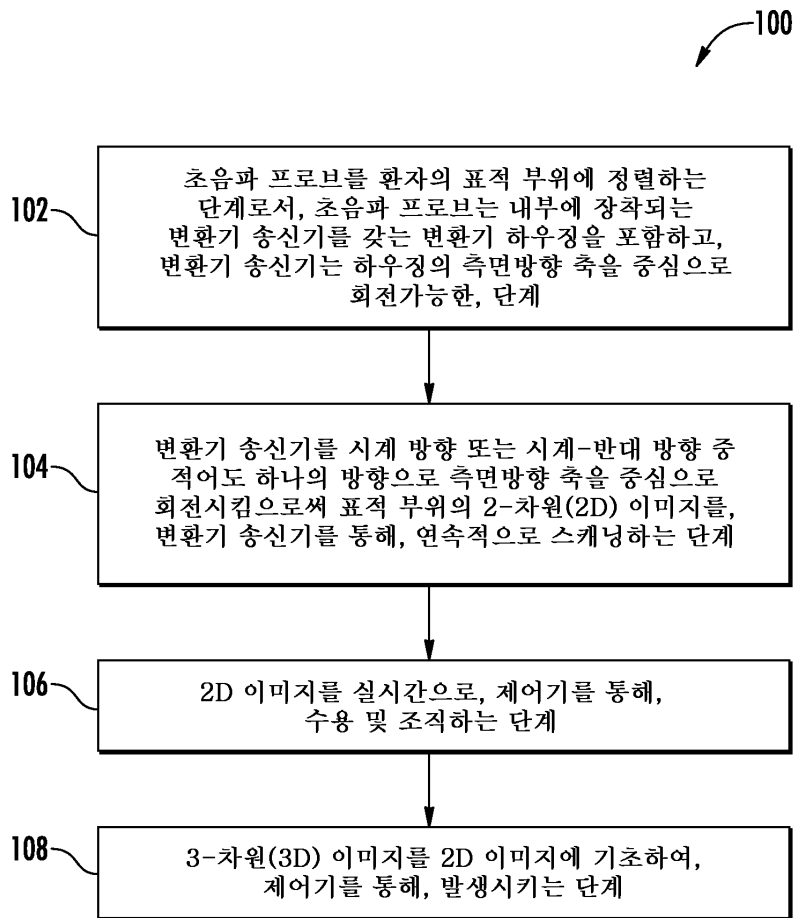 100
102
초음파 프로브를 환자의 표적 부위에 정렬하는
단계로서, 초음파 프로브는 내부에 장착되는
변환기 송신기를 갖는 변환기 하우징을 포함하고,
변환기 송신기는 하우징의 측면방향 축을 중심으로
회전가능한, 단계
104
변환기 송신기를 시계 방향 또는 시계-반대 방향 중
적어도 하나의 방향으로 측면방향 축을 중심으로
회전시킴으로써 표적 부위의 2-차원(2D) 이미지를,
변환기 송신기를 통해, 연속적으로 스캐닝하는 단계
106
2D 이미지를 실시간으로, 제어기를 통해,
수용 및 조직하는 단계
108
3-차원(3D) 이미지를 2D 이미지에 기초하여,
제어기를 통해, 발생시키는 단계